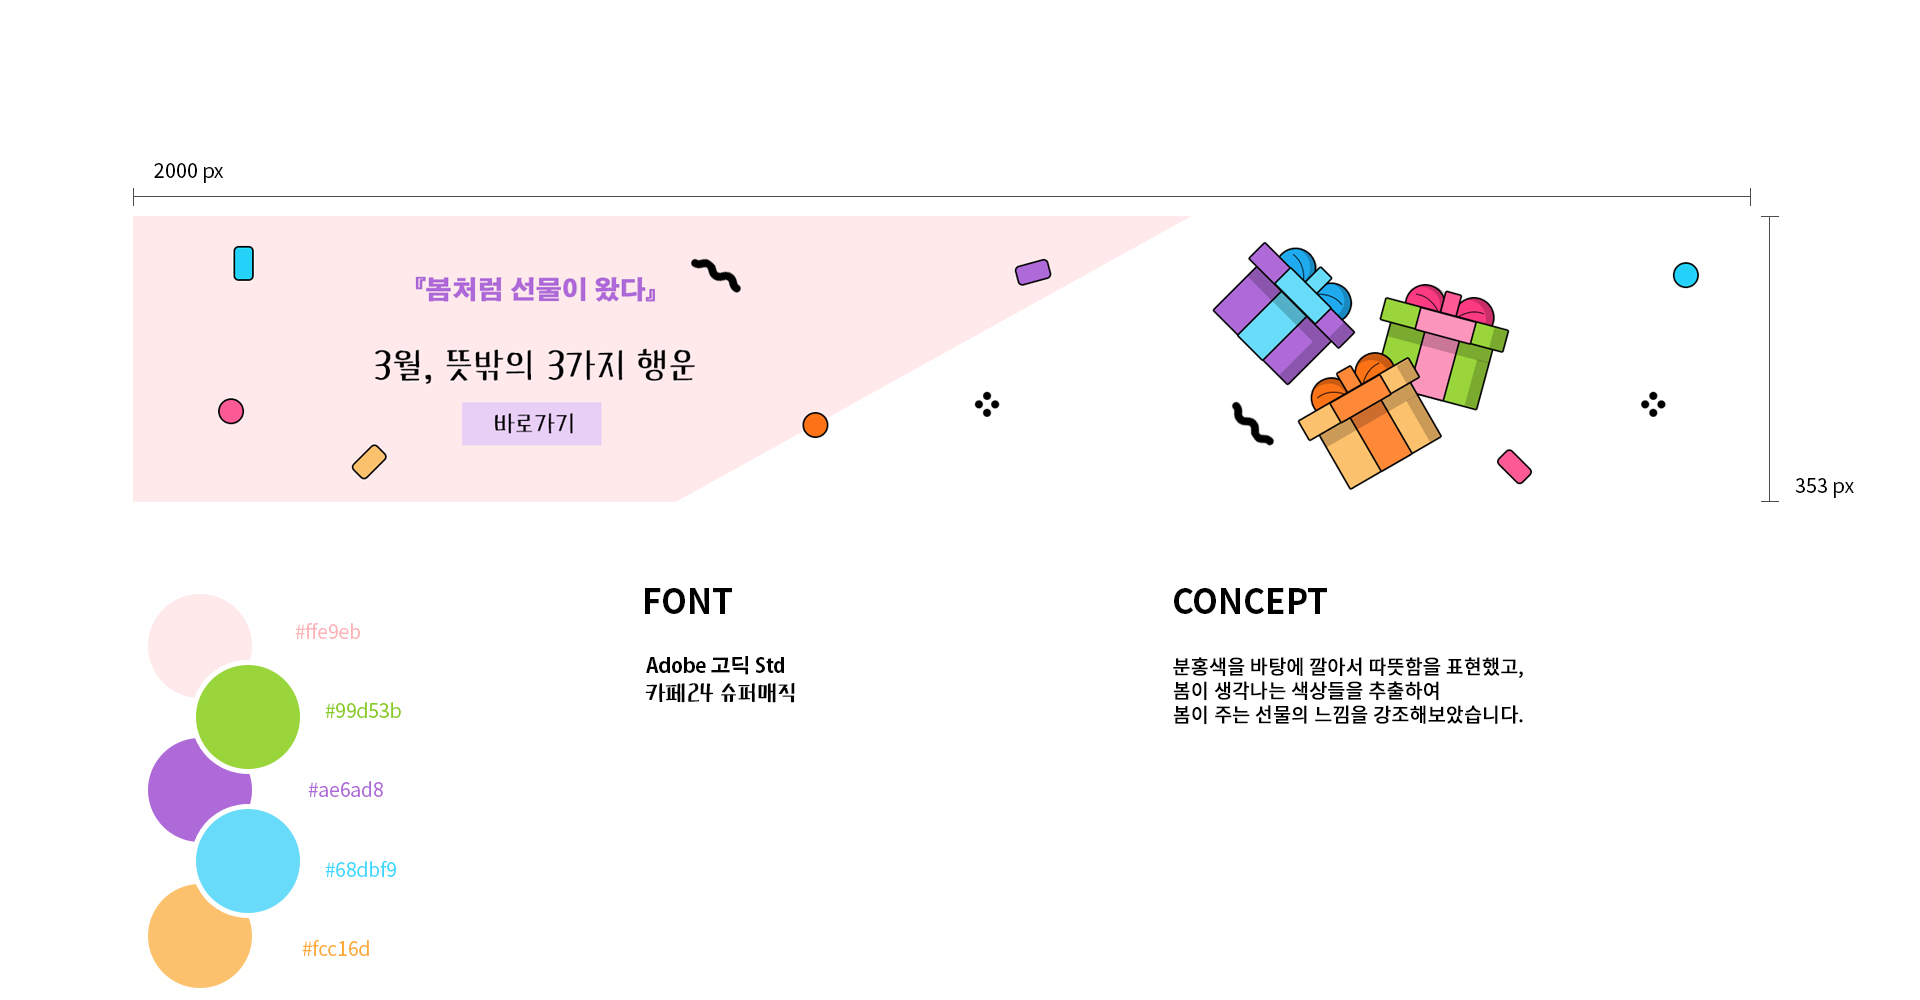 2000 px
『봄처럼 선물이 왔다』
3월, 뜻밖의 3가지 행운
바로가기
353 px
#ffe9eb
#99d53b
#ae6ad8
#68dbf9
#fcc16d
FONT
Adobe 고딕 Std
카페24 슈퍼매직
CONCEPT
분홍색을 바탕에 깔아서 따뜻함을 표현했고,
봄이 생각나는 색상들을 추출하여
봄이 주는 선물의 느낌을 강조해보았습니다.